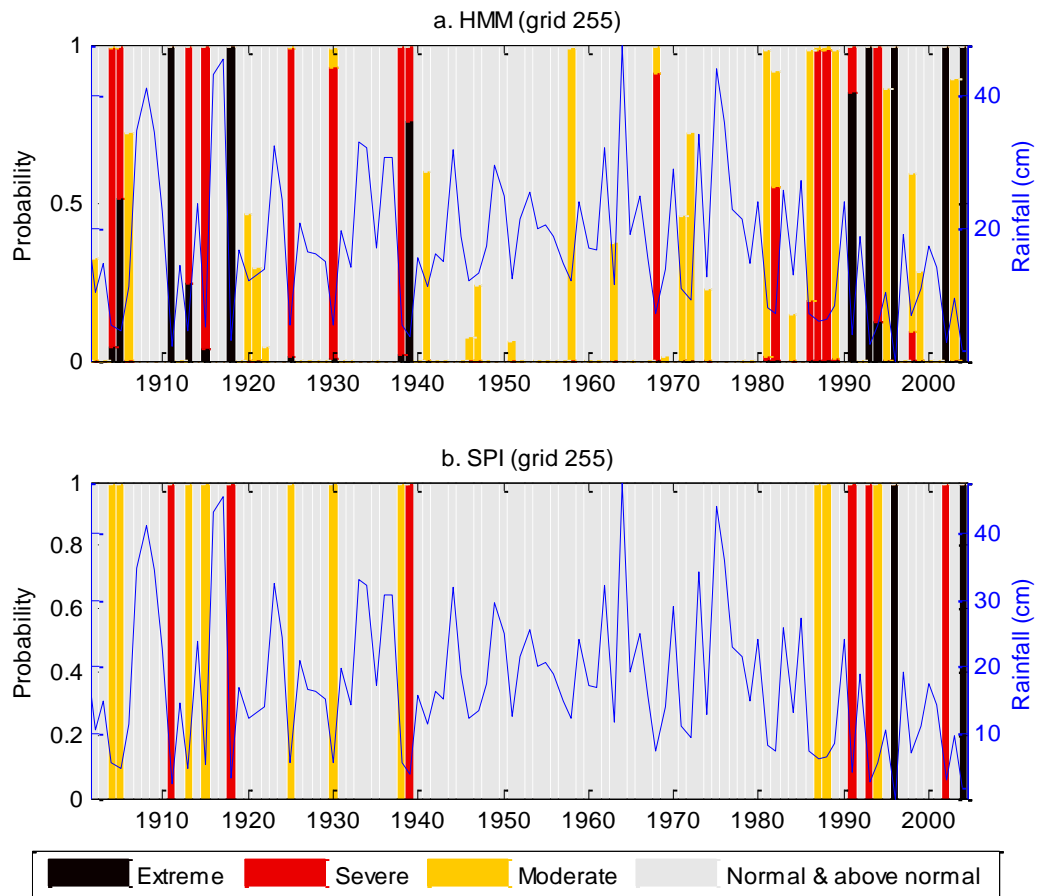 a. HMM (grid 255)
Probability
1
0.5
0
40
20
0
Rainfall (cm)
1910 1920 1930 1940 1950 1960 1970 1980 1990 2000
b. SPI (grid 255)
Probability
1
0.8
0.6
0.4
0.2
0
40
30
20
10
0
Rainfall (cm)
1910 1920 1930 1940 1950 1960 1970 1980 1990 2000
Extreme Severe Moderate Normal & above normal